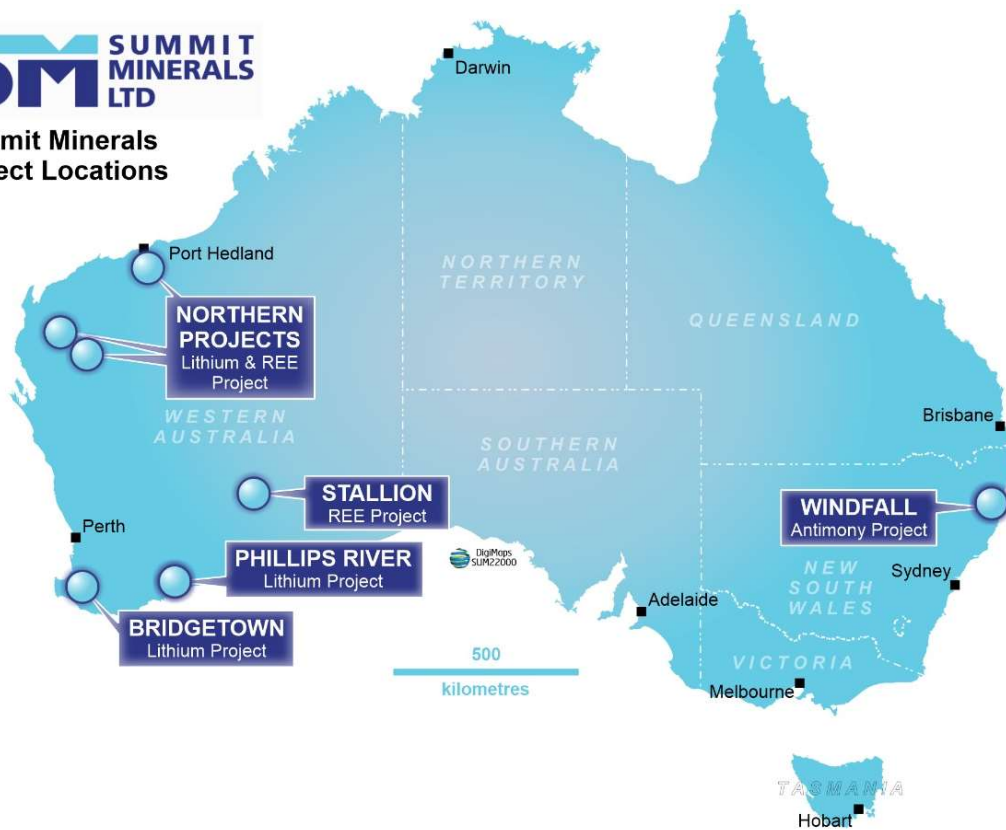 SUMMIT
MINERALS
LTD
mit Minerals
ect Locations
Darwin
Port Hedland
NORTHERN
PROJECTS
Lithium & REE
Project
NORTHERN
TERRITORY
QUEENSLAND
WESTERN
AUSTRALIA
SOUTHERN
AUSTRALIA
Brisbane
STALLION
REE Project
WINDFALL
Antimony Project
Perth
DigiMaps
SUM22000
PHILLIPS RIVER
Lithium Project
NEW
SOUTH
WALES
Sydney
Adelaide
BRIDGETOWN
Lithium Project
500
kilometres
VICTORIA
Melbourne
TASMANIA
Hobart